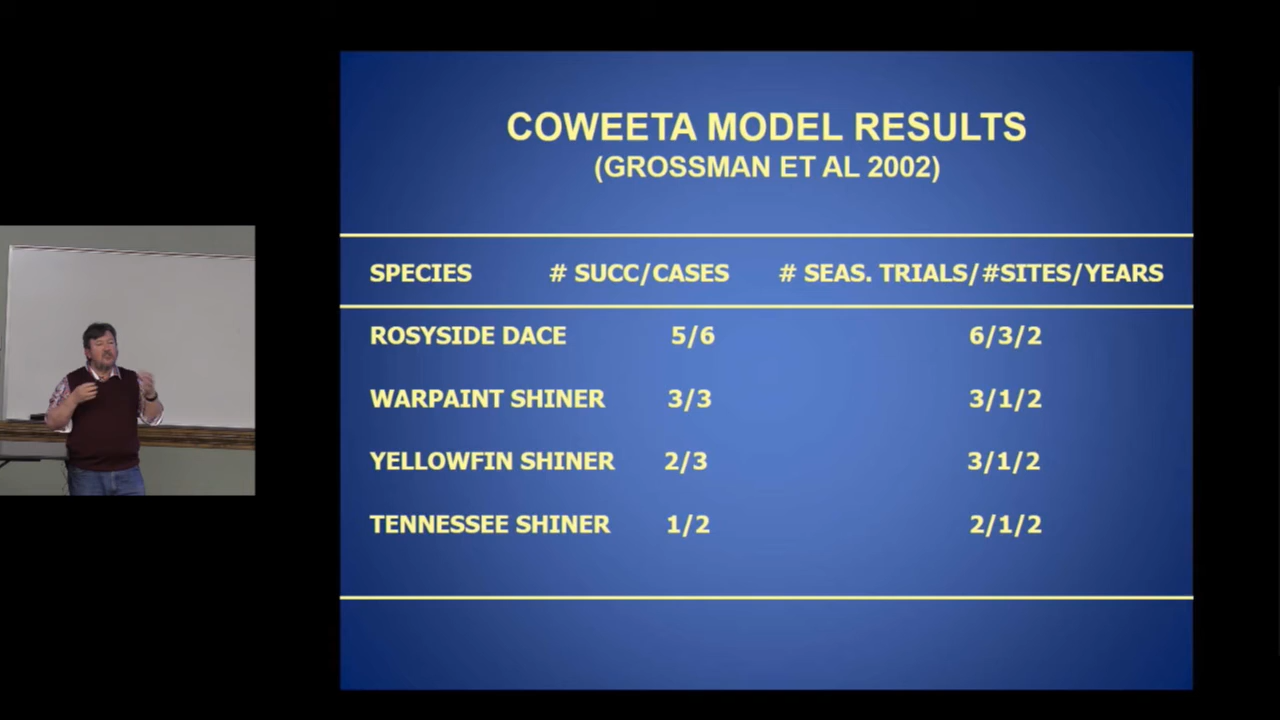 COWEETA MODEL RESULTS
(GROSSMAN ET AL 2002)
SPECIES # SUCC/CASES # SEAS. TRIALS/#SITES/YEARS
ROSYSIDE DACE 5/6 6/3/2
WARPAINT SHINER 3/3 3/1/2
YELLOWFIN SHINER 2/3 3/1/2
TENNESSEE SHINER 1/2 2/1/2